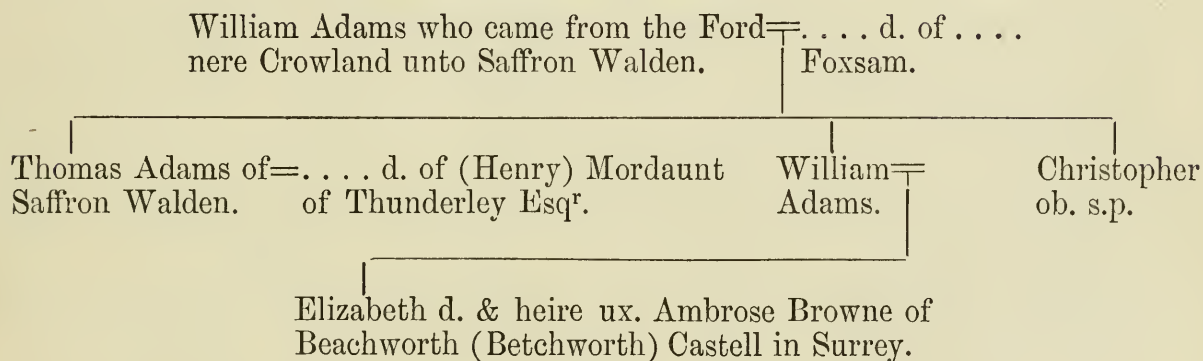 William Adams who came from the Ford=. . . . d. of . . . .
nere Crowland unto Saffron Walden. Foxsam.
Thomas Adams of=. . . . d. of (Henry) Mordaunt William= Christopher
Saffron Walden. of Thunderley Esqʳ. Adams. ob. s.p.
Elizabeth d. & heire ux. Ambrose Browne of
Beachworth (Betchworth) Castell in Surrey.